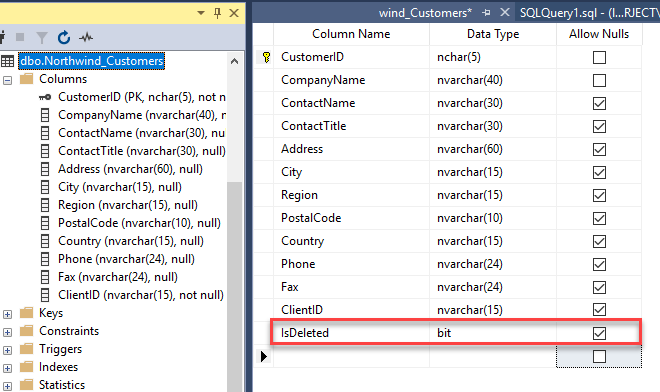 wind_Customers*
SQLQuery1.sql - (l...RJECTV
dbo.Northwind_Customers
Columns
CustomerID (PK, nchar(5), not n
CompanyName (nvarchar(40), n
ContactName (nvarchar(30), nu
ContactTitle (nvarchar(30), null)
Address (nvarchar(60), null)
City (nvarchar(15), null)
Region (nvarchar(15), null)
PostalCode (nvarchar(10), null)
Country (nvarchar(15), null)
Phone (nvarchar(24), null)
Fax (nvarchar(24), null)
ClientID (nvarchar(15), not null)
Keys
Constraints
Triggers
Indexes
Statistics
Column Name Data Type Allow Nulls
CustomerID nchar(5)
CompanyName nvarchar(40)
ContactName nvarchar(30)
ContactTitle nvarchar(30)
Address nvarchar(60)
City nvarchar(15)
Region nvarchar(15)
PostalCode nvarchar(10)
Country nvarchar(15)
Phone nvarchar(24)
Fax nvarchar(24)
ClientID nvarchar(15)
IsDeleted bit